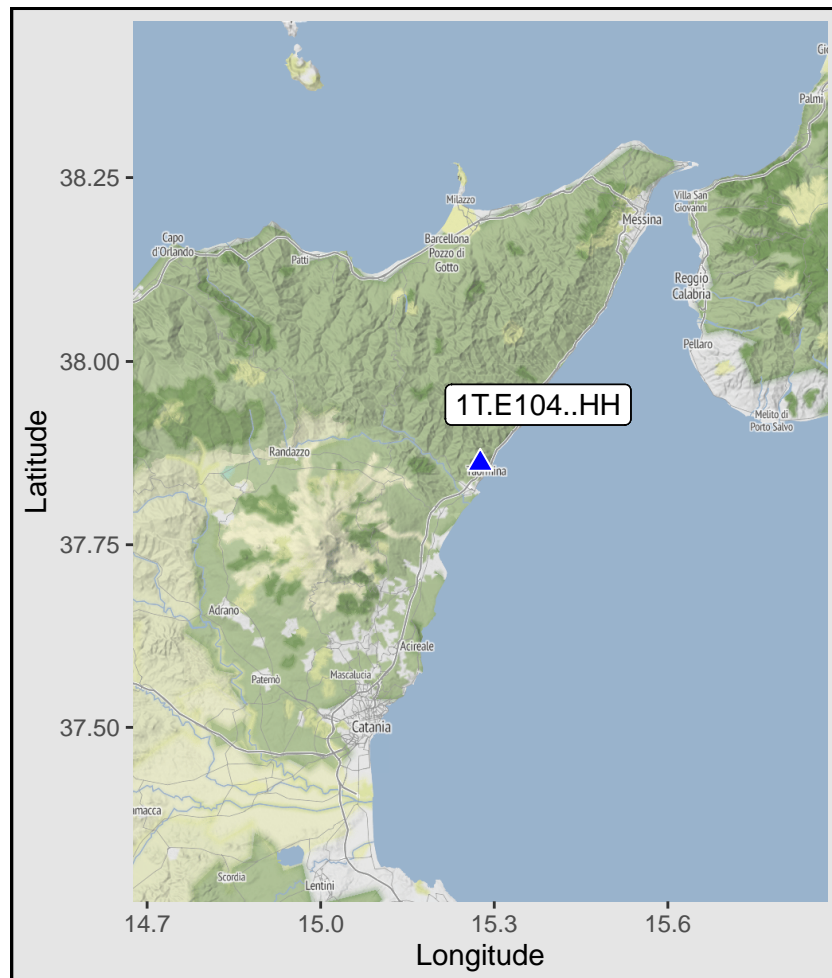 Palmi
38.25
Milazzo
Villa San
Giovanni
Messina
Capo
d'Orlando
Barcellona
Pozzo di
Gotto
Patti
Reggio
Calabria
38.00
Pellaro
1T.E104..HH
Melito di
Porto Salvo
Randazzo
Taormina
Latitude
37.75
Adrano
Acireale
Paternò
Mascalucia
37.50
Catania
amacca
Scordia
Lentini
14.7
15.0
15.3
15.6
Longitude